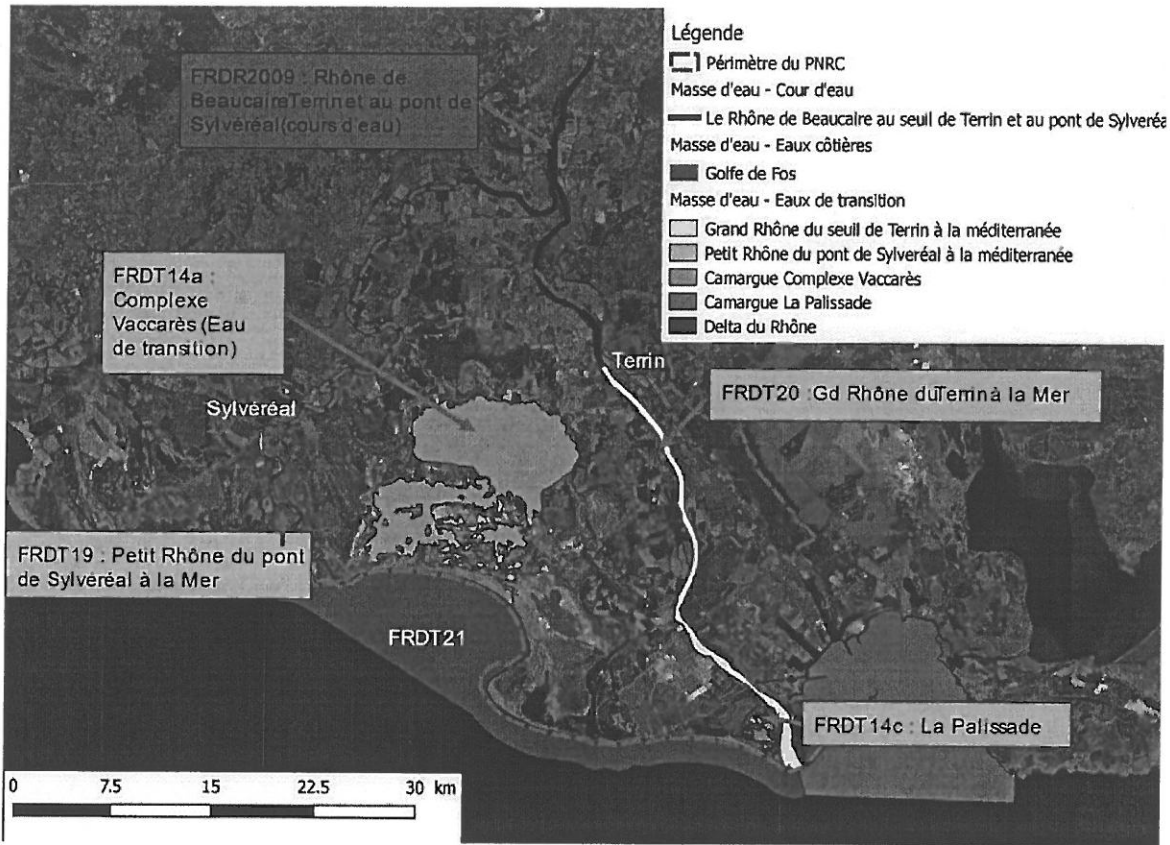 FRDR2009 : Rhône de
BeaucaireTerrinet au pont de
Sylvéréal(cours d'eau)
Légende
Périmètre du PNRC
Masse d'eau - Cour d'eau
Le Rhône de Beaucaire au seuil de Terrin et au pont de Sylveréa
Masse d'eau - Eaux côtières
Golfe de Fos
Masse d'eau - Eaux de transition
Grand Rhône du seuil de Terrin à la méditerranée
Petit Rhône du pont de Sylveréal à la méditerranée
Camargue Complexe Vaccarès
Camargue La Palissade
Delta du Rhône
FRDT14a :
Complexe
Vaccarès (Eau
de transition)
Terrin
FRDT20 :Gd Rhône duTerrinà la Mer
Sylvéréal
FRDT19 : Petit Rhône du pont
de Sylvéréal à la Mer
FRDT21
FRDT14c : La Palissade
0 7.5 15 22.5 30 km